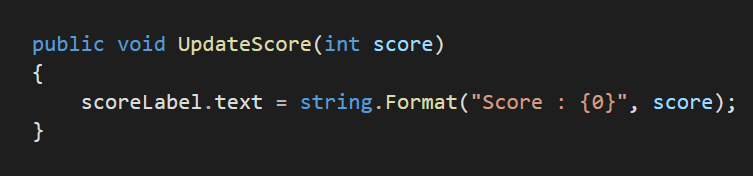 public void UpdateScore(int score)
{
    scoreLabel.text = string.Format("Score : {0}", score);
}